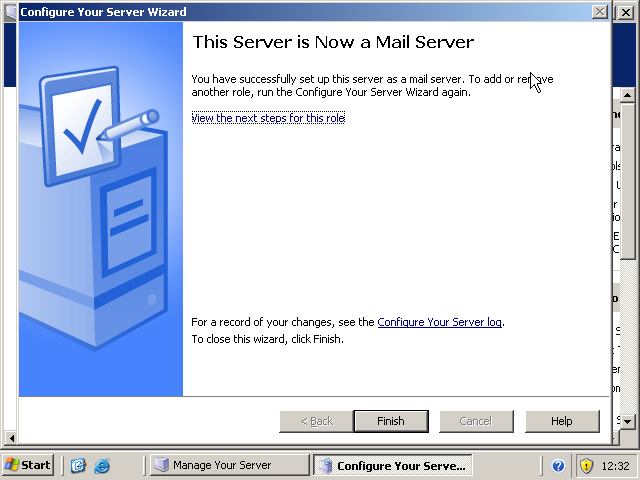 Configure Your Server Wizard
This Server is Now a Mail Server
You have successfully set up this server as a mail server. To add or remove
another role, run the Configure Your Server Wizard again.
View the next steps for this role
For a record of your changes, see the Configure Your Server log.
To close this wizard, click Finish.
< Back
Finish
Cancel
Help
Start
Manage Your Server
Configure Your Serve...
12:32